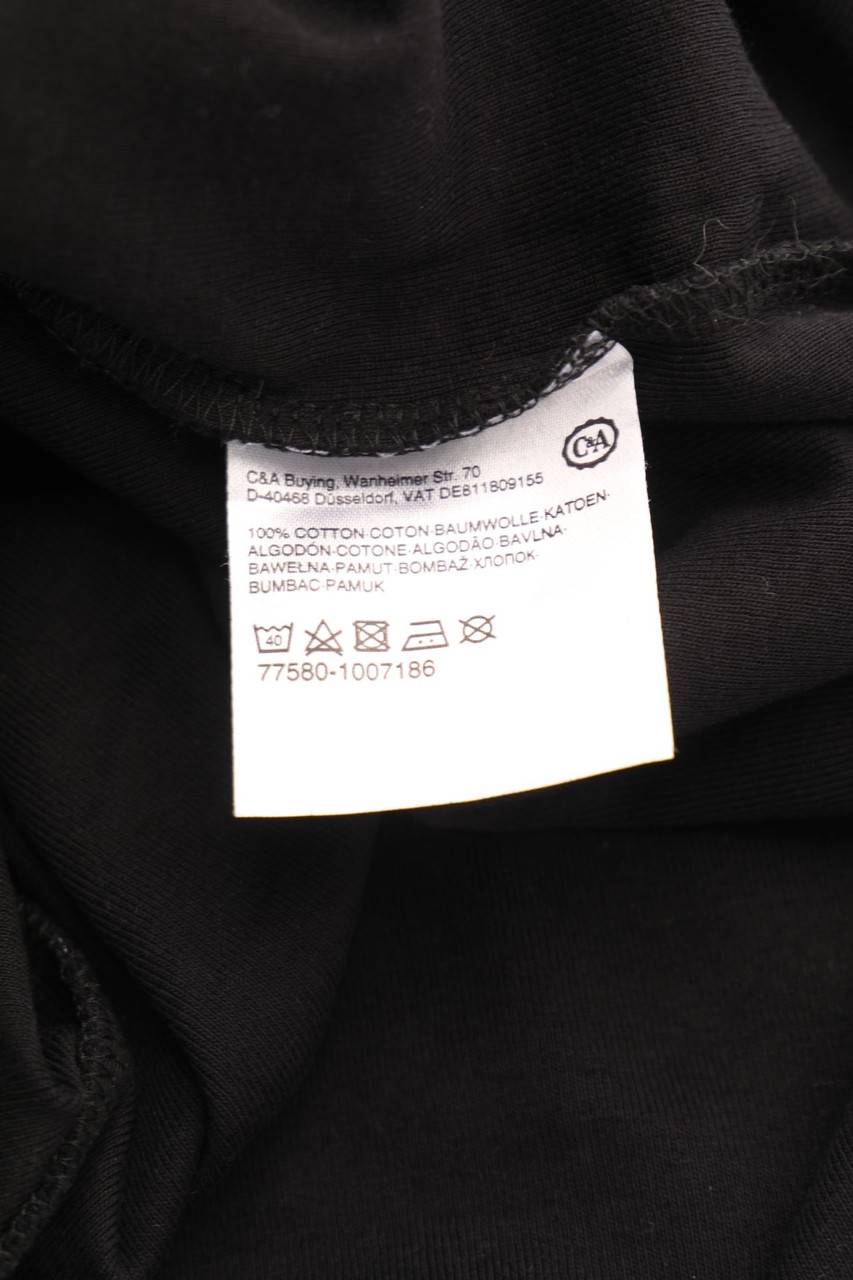 C&A
C&A Buying, Wanheimer Str. 70
D-40468 Düsseldorf, VAT DE811809155
100% COTTON·COTON·BAUMWOLLE·KATOEN·
ALGODÓN·COTONE·ALGODÃO·BAVLNA·
BAWEŁNA·PAMUT·BOMBAŽ·ХЛОПОК·
BUMBAC·PAMUK
40
77580-1007186